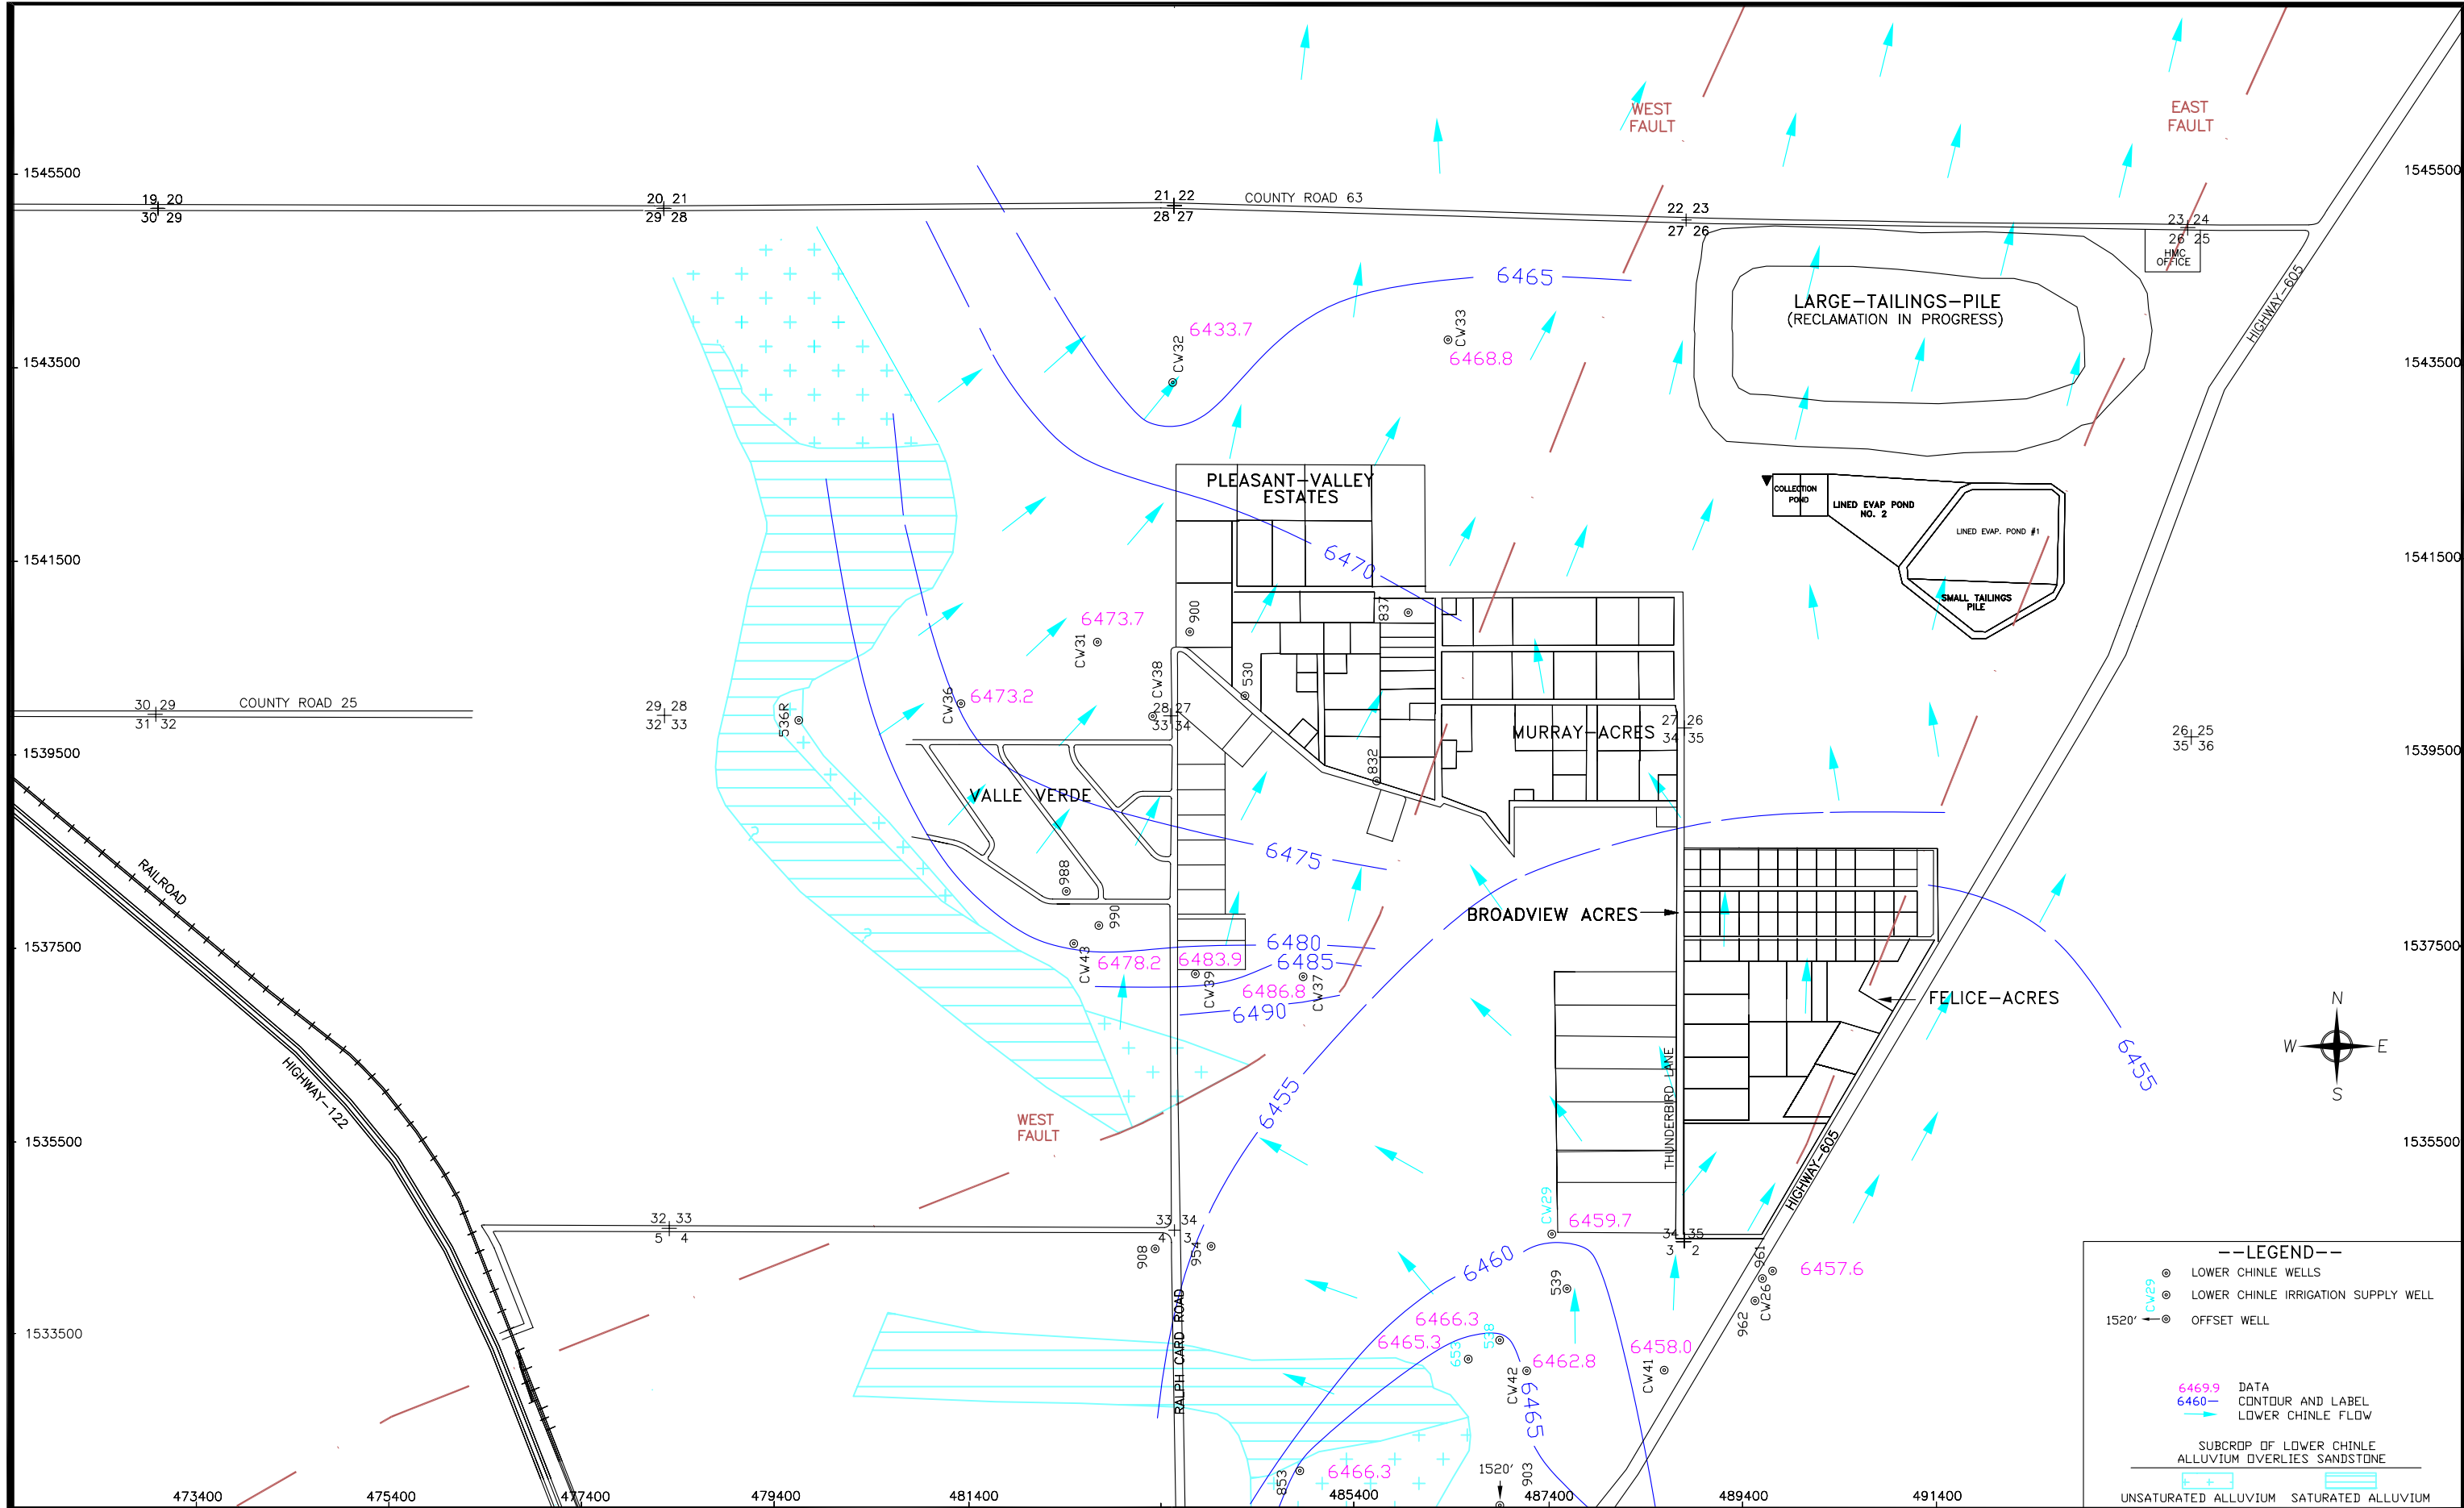 WEST
FAULT
EAST
FAULT
1545500
1545500
19 20
30 29
20 21
29 28
21 22
28 27
COUNTY ROAD 63
22 23
27 26
23 24
26 25
HMC
OFFICE
6465
LARGE-TAILINGS-PILE
(RECLAMATION IN PROGRESS)
HIGHWAY-605
6433.7
CW32
CW33
6468.8
1543500
1543500
PLEASANT-VALLEY
ESTATES
COLLECTION
POND
LINED EVAP POND
NO. 2
LINED EVAP. POND #1
SMALL TAILINGS
PILE
1541500
1541500
6470
837
6473.7
900
CW31
CW38
530
CW36
6473.2
30 29
31 32
COUNTY ROAD 25
29 28
32 33
536R
28 27
33 34
MURRAY-ACRES
27 26
34 35
26 25
35 36
1539500
1539500
832
VALLE VERDE
RAILROAD
?
6475
988
BROADVIEW ACRES
990
?
1537500
1537500
6480
CW43
6478.2
6483.9
6485
CW39
6486.8
CW37
6490
FELICE-ACRES
N
W
E
S
HIGHWAY-122
6455
6455
THUNDERBIRD LANE
WEST
FAULT
1535500
1535500
HIGHWAY-605
CW29
6459.7
32 33
5 4
33 34
4 3
34 35
3 2
908
954
961
6457.6
6460
539
CW26
962
RALPH CARD ROAD
1533500
1533500
6466.3
6465.3
538
653
6462.8
6458.0
CW42
CW41
6465
853
6466.3
1520'
903
--LEGEND--
LOWER CHINLE WELLS
CW29
LOWER CHINLE IRRIGATION SUPPLY WELL
1520'
OFFSET WELL
6469.9 DATA
6460- CONTOUR AND LABEL
LOWER CHINLE FLOW
SUBCROP OF LOWER CHINLE
ALLUVIUM OVERLIES SANDSTONE
UNSATURATED ALLUVIUM SATURATED ALLUVIUM
473400
475400
477400
479400
481400
485400
487400
489400
491400